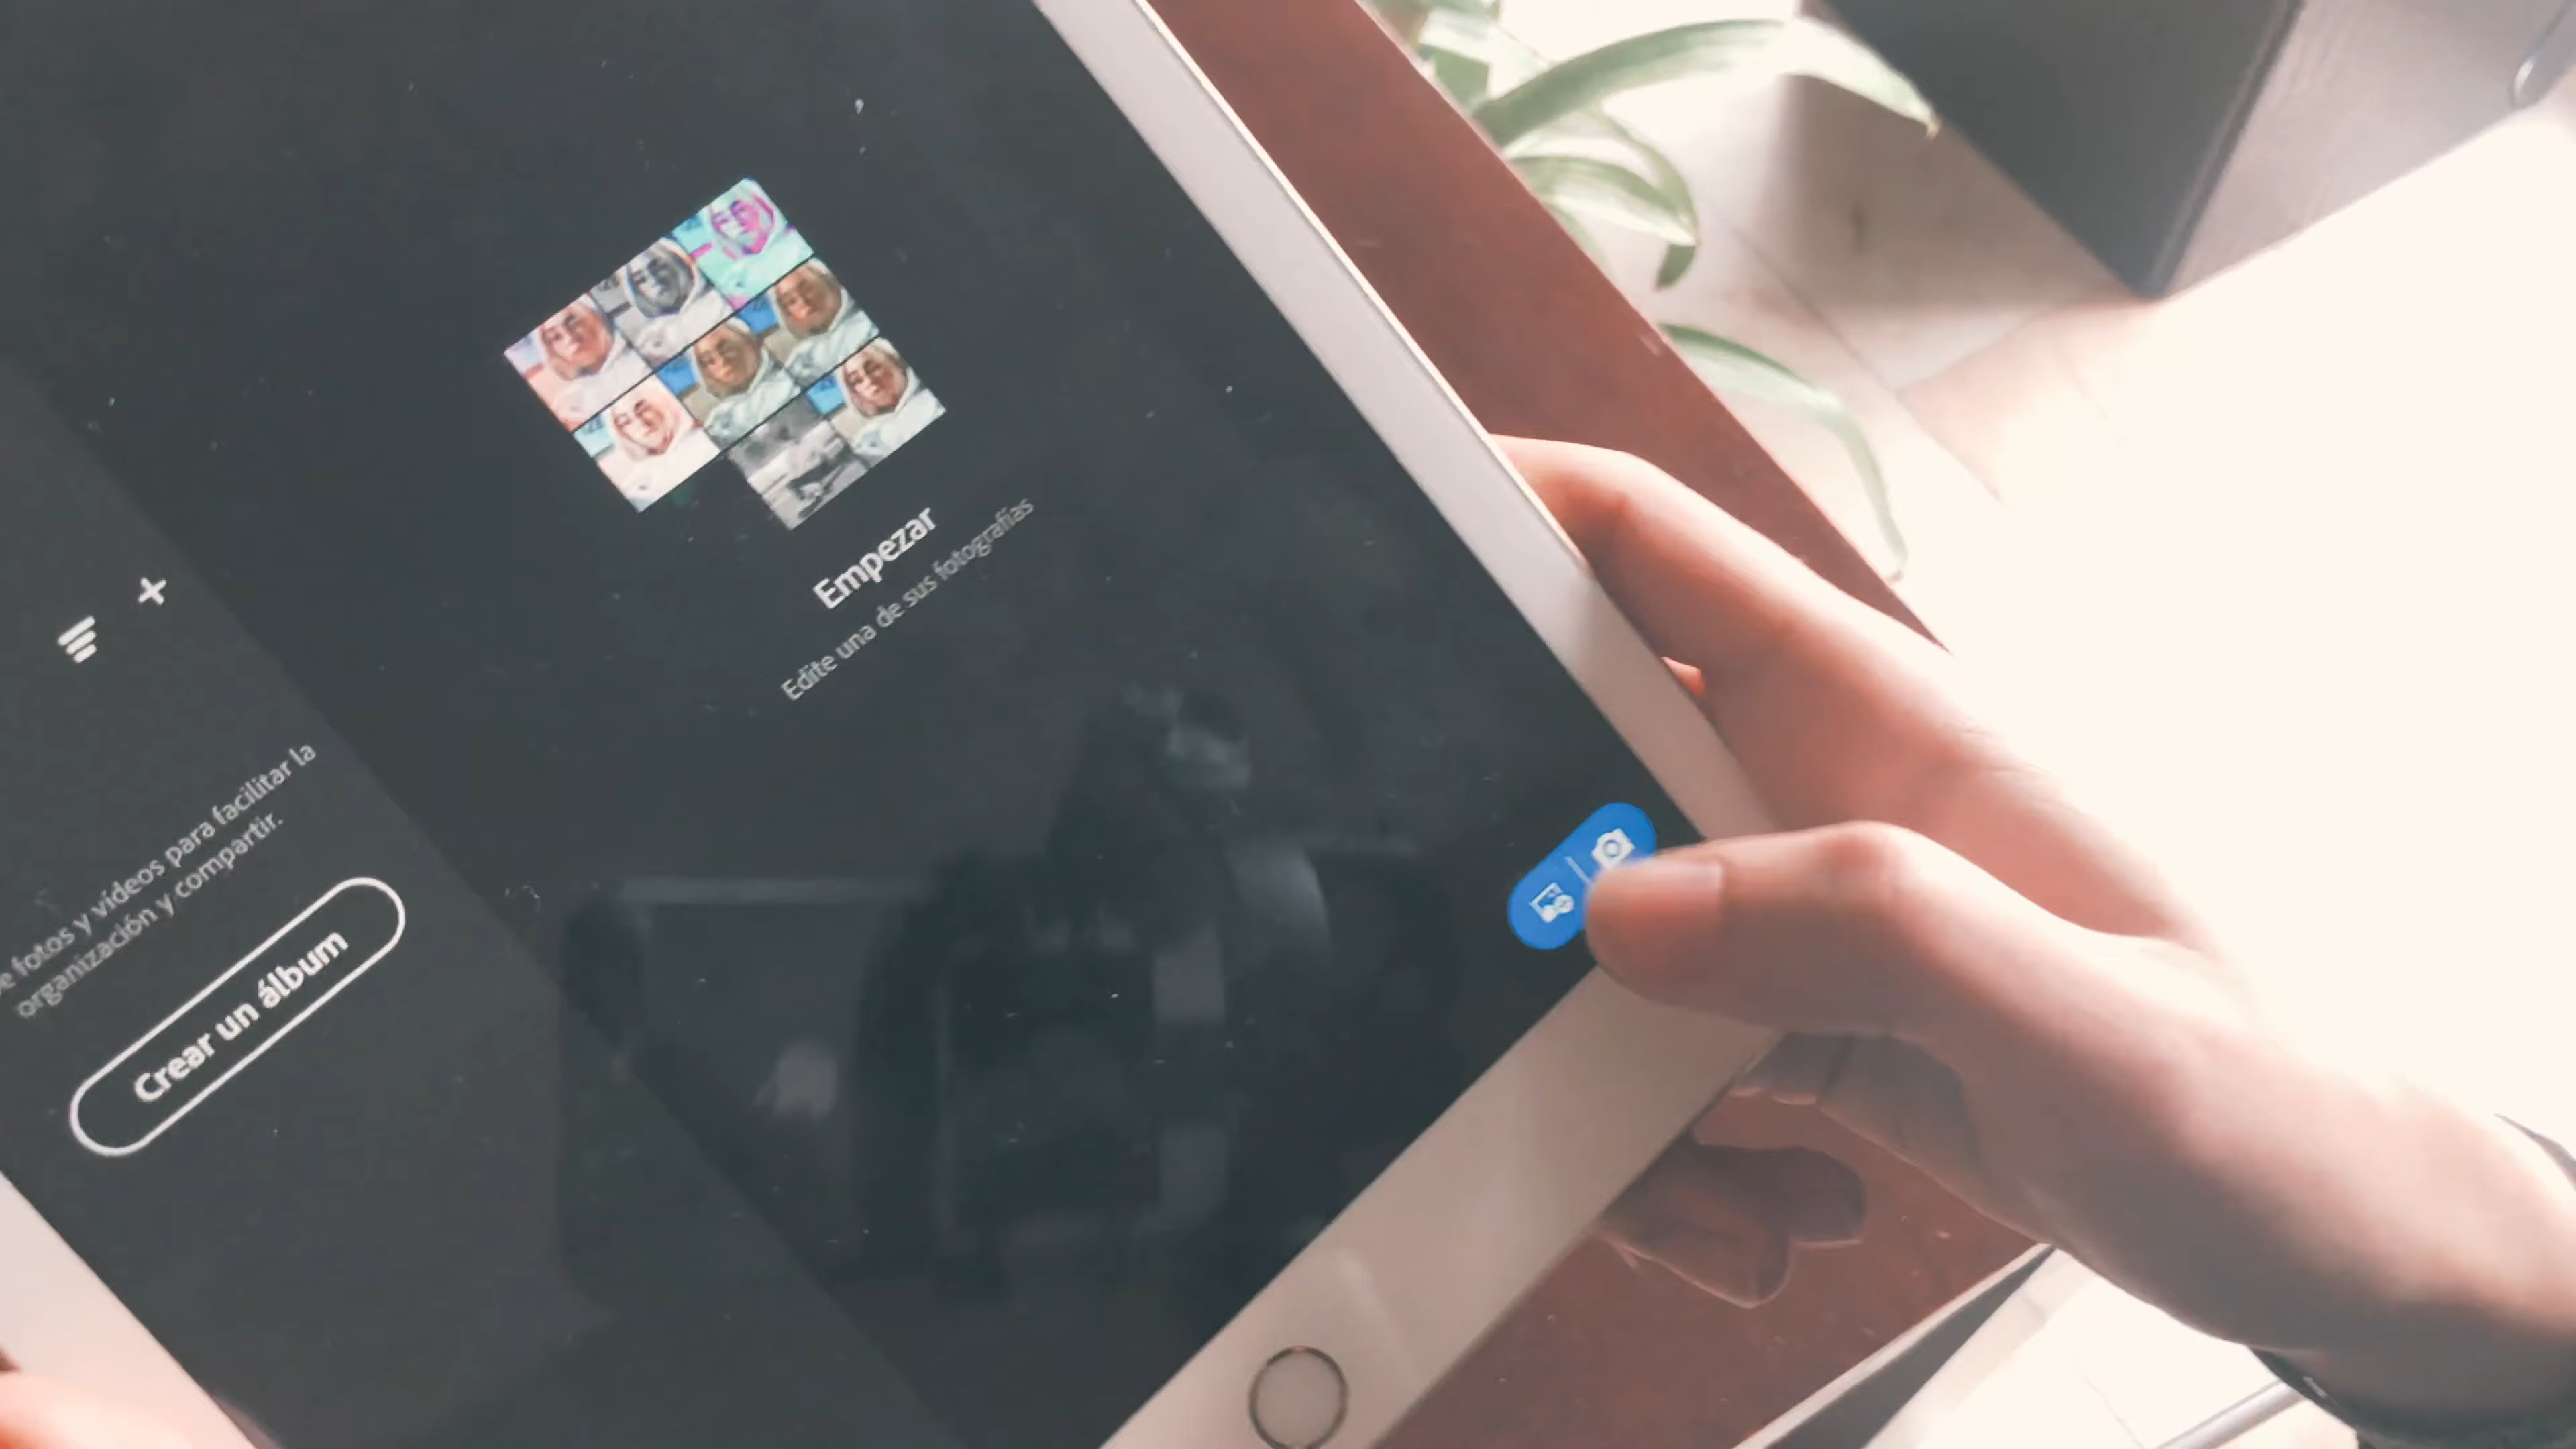 Empezar
Edite una de sus fotografías
fotos y vídeos para facilitar la
organización y compartir.
Crear un álbum